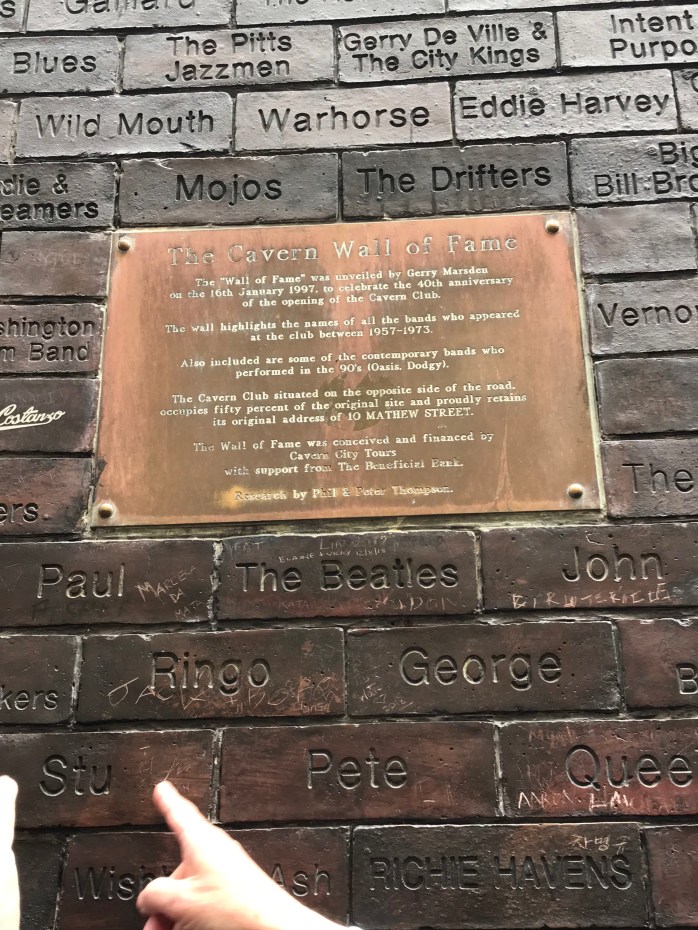 Gaillard
Blues
The Pitts
Jazzmen
Gerry De Ville &
The City Kings
Intent
Purpo
Wild Mouth
Warhorse
Eddie Harvey
die &
eamers
Mojos
The Drifters
Big
Bill Bro
The Cavern Wall of Fame
The "Wall of Fame" was unveiled by Gerry Marsden
on the 16th January 1997, to celebrate the 40th anniversary
of the opening of the Cavern Club.
The wall highlights the names of all the bands who appeared
at the club between 1957-1973.
Also included are some of the contemporary bands who
performed in the 90's (Oasis, Dodgy).
The Cavern Club situated on the opposite side of the road,
occupies fifty percent of the original site and proudly retains
its original address of 10 MATHEW STREET.
The Wall of Fame was conceived and financed by
Cavern City Tours
with support from The Beneficial Bank.
Research by Phil & Peter Thompson.
shington
m Band
Vernon
Costanzo
ers
The
Paul
The Beatles
John
kers
Ringo
George
B
Stu
Pete
Quee
Wish
Ash
RICHIE HAVENS